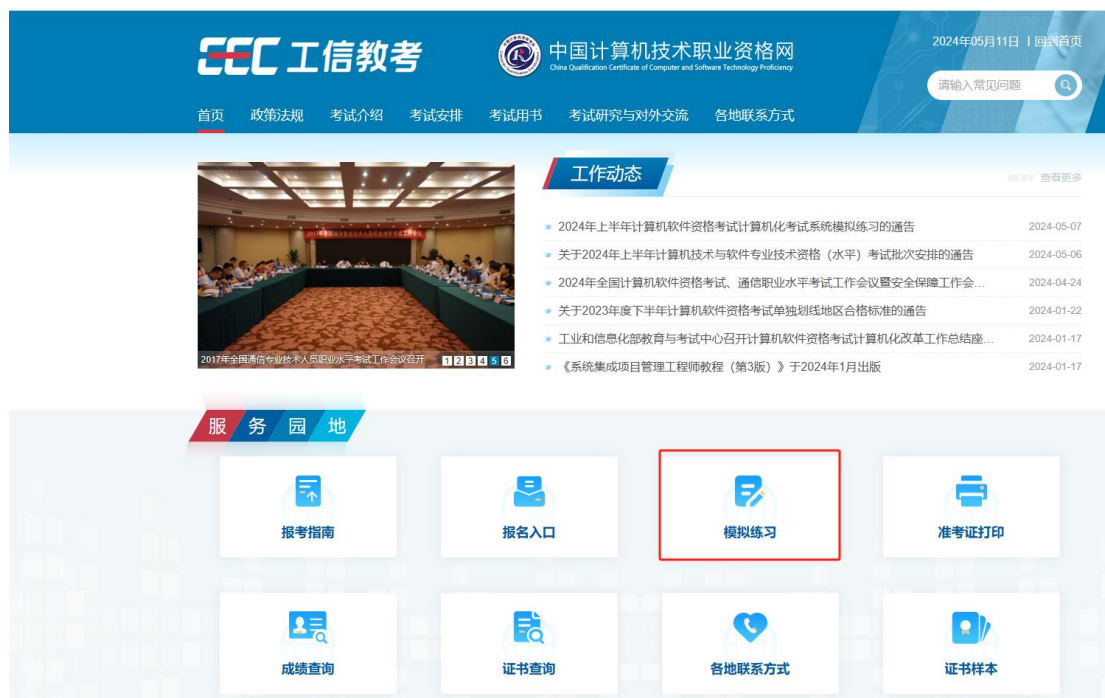 EEC 工信教考
中国计算机技术职业资格网
China Qualification Certificate of Computer and Software Technology Proficiency
2024年05月11日 | 回到首页
请输入常见问题
首页 政策法规 考试介绍 考试安排 考试用书 考试研究与对外交流 各地联系方式
工作动态
查看更多
2024年上半年计算机软件资格考试计算机化考试系统模拟练习的通告 2024-05-07
关于2024年上半年计算机技术与软件专业技术资格（水平）考试批次安排的通告 2024-05-06
2024年全国计算机软件资格考试、通信职业水平考试工作会议暨安全保障工作会... 2024-04-24
关于2023年度下半年计算机软件资格考试单独划线地区合格标准的通告 2024-01-22
工业和信息化部教育与考试中心召开计算机软件资格考试计算机化改革工作总结座... 2024-01-17
《系统集成项目管理工程师教程（第3版）》于2024年1月出版 2024-01-17
2017年全国通信专业技术人员职业水平考试工作会议召开 1 2 3 4 5 6
服务园地
报考指南 报名入口 模拟练习 准考证打印
成绩查询 证书查询 各地联系方式 证书样本